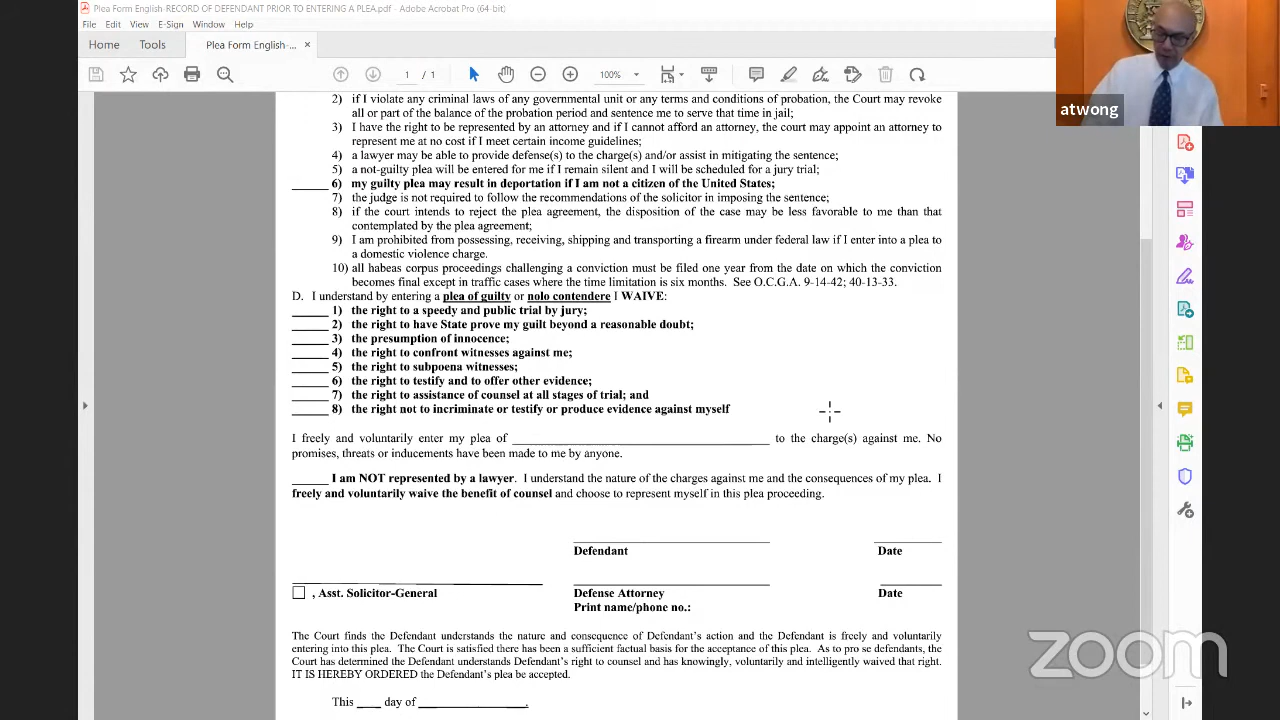 Plea Form English-RECORD OF DEFENDANT PRIOR TO ENTERING A PLEA.pdf - Adobe Acrobat Pro (64-bit)
File Edit View E-Sign Window Help
Home Tools Plea Form English-... ×
1 / 1 100%
atwong
2) if I violate any criminal laws of any governmental unit or any terms and conditions of probation, the Court may revoke
all or part of the balance of the probation period and sentence me to serve that time in jail;
3) I have the right to be represented by an attorney and if I cannot afford an attorney, the court may appoint an attorney to
represent me at no cost if I meet certain income guidelines;
4) a lawyer may be able to provide defense(s) to the charge(s) and/or assist in mitigating the sentence;
5) a not-guilty plea will be entered for me if I remain silent and I will be scheduled for a jury trial;
______ 6) my guilty plea may result in deportation if I am not a citizen of the United States;
7) the judge is not required to follow the recommendations of the solicitor in imposing the sentence;
8) if the court intends to reject the plea agreement, the disposition of the case may be less favorable to me than that
contemplated by the plea agreement;
9) I am prohibited from possessing, receiving, shipping and transporting a firearm under federal law if I enter into a plea to
a domestic violence charge.
10) all habeas corpus proceedings challenging a conviction must be filed one year from the date on which the conviction
becomes final except in traffic cases where the time limitation is six months. See O.C.G.A. 9-14-42; 40-13-33.
D. I understand by entering a plea of guilty or nolo contendere I WAIVE:
______ 1) the right to a speedy and public trial by jury;
______ 2) the right to have State prove my guilt beyond a reasonable doubt;
______ 3) the presumption of innocence;
______ 4) the right to confront witnesses against me;
______ 5) the right to subpoena witnesses;
______ 6) the right to testify and to offer other evidence;
______ 7) the right to assistance of counsel at all stages of trial; and
______ 8) the right not to incriminate or testify or produce evidence against myself
I freely and voluntarily enter my plea of ______ to the charge(s) against me. No
promises, threats or inducements have been made to me by anyone.
______ I am NOT represented by a lawyer. I understand the nature of the charges against me and the consequences of my plea. I
freely and voluntarily waive the benefit of counsel and choose to represent myself in this plea proceeding.
Defendant Date
☐ , Asst. Solicitor-General Defense Attorney Date
Print name/phone no.:
The Court finds the Defendant understands the nature and consequence of Defendant's action and the Defendant is freely and voluntarily
entering into this plea. The Court is satisfied there has been a sufficient factual basis for the acceptance of this plea. As to pro se defendants, the
Court has determined the Defendant understands Defendant's right to counsel and has knowingly, voluntarily and intelligently waived that right.
IT IS HEREBY ORDERED the Defendant's plea be accepted.
This ____ day of ______.
zoom